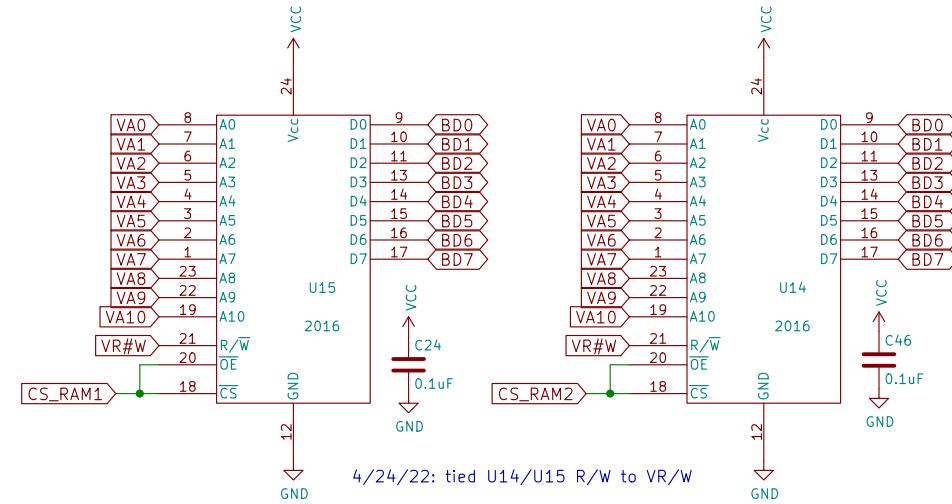 VCC VCC
24 24
VA0 8 A0 Vcc D0 9 BD0 VA0 8 A0 Vcc D0 9 BD0
VA1 7 A1 D1 10 BD1 VA1 7 A1 D1 10 BD1
VA2 6 A2 D2 11 BD2 VA2 6 A2 D2 11 BD2
VA3 5 A3 D3 13 BD3 VA3 5 A3 D3 13 BD3
VA4 4 A4 D4 14 BD4 VA4 4 A4 D4 14 BD4
VA5 3 A5 D5 15 BD5 VA5 3 A5 D5 15 BD5
VA6 2 A6 D6 16 BD6 VA6 2 A6 D6 16 BD6
VA7 1 A7 D7 17 BD7 VA7 1 A7 D7 17 BD7
VA8 23 A8 VA8 23 A8
VA9 22 A9 U15 VCC VA9 22 A9 U14 VCC
VA10 19 A10 2016 VA10 19 A10 2016
VR#W 21 R/W C24 VR#W 21 R/W C46
20 OE 20 OE
CS_RAM1 18 CS GND 0.1uF CS_RAM2 18 CS GND 0.1uF
12 GND 12 GND
4/24/22: tied U14/U15 R/W to VR/W
GND GND